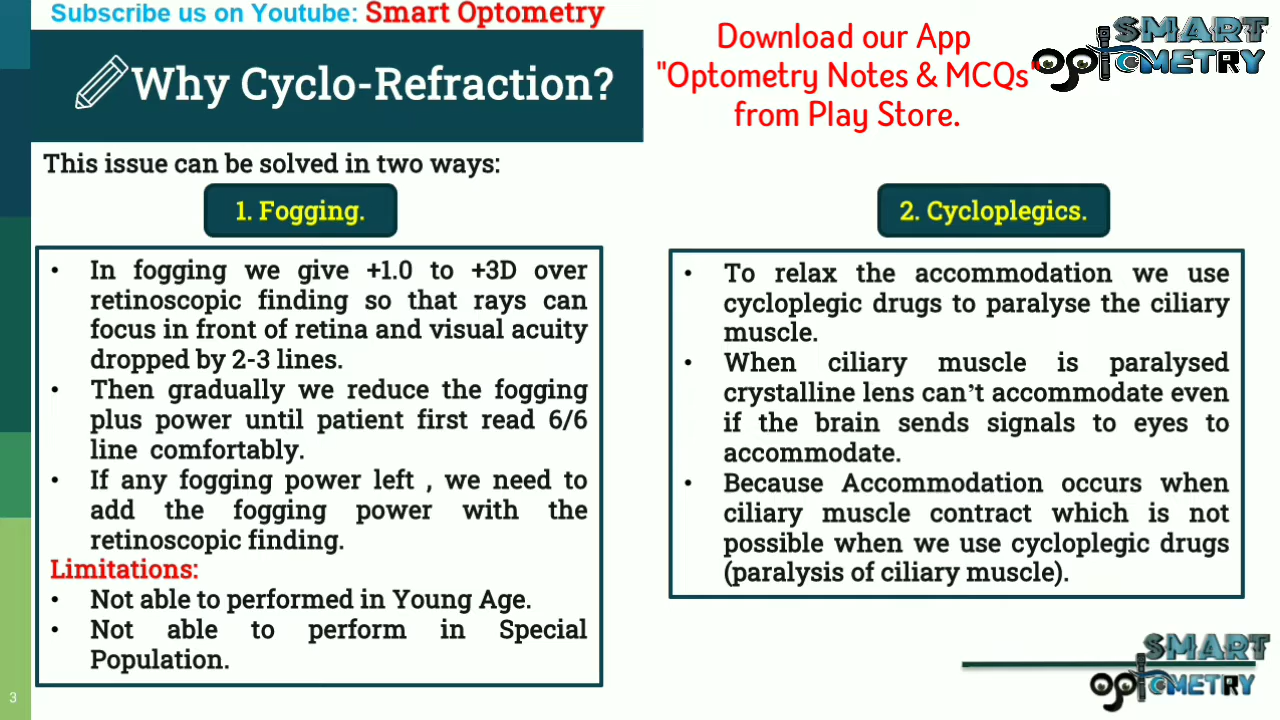 Subscribe us on Youtube: Smart Optometry
Download our App
"Optometry Notes & MCQs"
from Play Store.
SMART
OptOMETRY
Why Cyclo-Refraction?
This issue can be solved in two ways:
1. Fogging.
• In fogging we give +1.0 to +3D over
retinoscopic finding so that rays can
focus in front of retina and visual acuity
dropped by 2-3 lines.
• Then gradually we reduce the fogging
plus power until patient first read 6/6
line comfortably.
• If any fogging power left , we need to
add the fogging power with the
retinoscopic finding.
Limitations:
• Not able to performed in Young Age.
• Not able to perform in Special
Population.
2. Cycloplegics.
• To relax the accommodation we use
cycloplegic drugs to paralyse the ciliary
muscle.
• When ciliary muscle is paralysed
crystalline lens can’t accommodate even
if the brain sends signals to eyes to
accommodate.
• Because Accommodation occurs when
ciliary muscle contract which is not
possible when we use cycloplegic drugs
(paralysis of ciliary muscle).
SMART
OptOMETRY
3